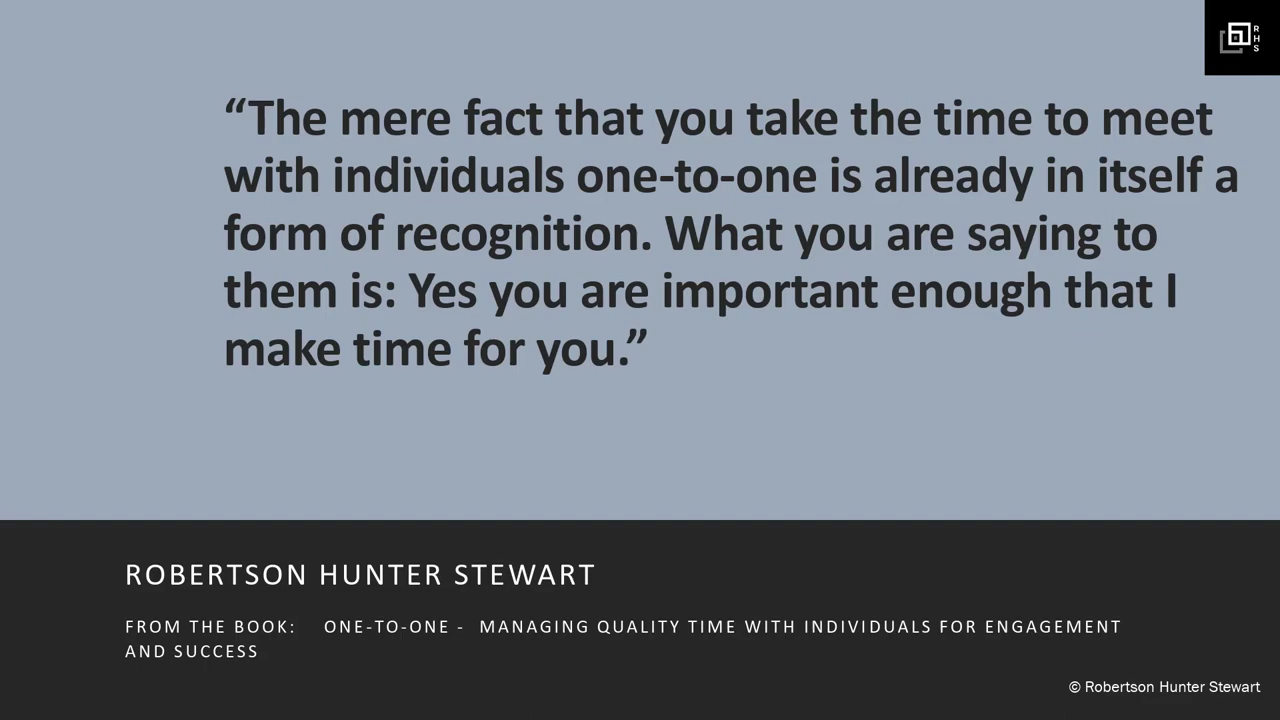 R
H
S
“The mere fact that you take the time to meet
with individuals one-to-one is already in itself a
form of recognition. What you are saying to
them is: Yes you are important enough that I
make time for you.”
ROBERTSON HUNTER STEWART
FROM THE BOOK: ONE-TO-ONE - MANAGING QUALITY TIME WITH INDIVIDUALS FOR ENGAGEMENT
AND SUCCESS
© Robertson Hunter Stewart